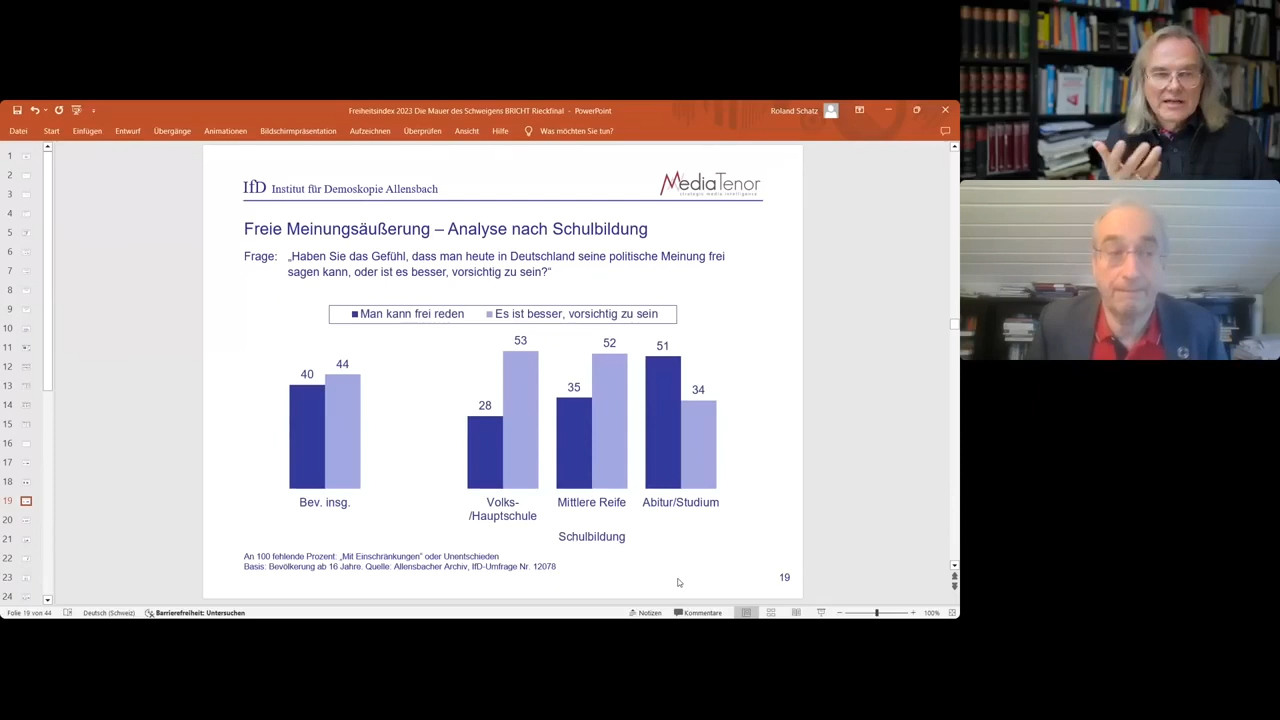 Freiheitsindex 2023 Die Mauer des Schweigens BRICHT Rieckfinal - PowerPoint
Roland Schatz
Datei Start Einfügen Entwurf Übergänge Animationen Bildschirmpräsentation Aufzeichnen Überprüfen Ansicht Hilfe Was möchten Sie tun?
1
2
3
4
5
6
7
8
9
10
11
12
13
14
15
16
17
18
19
20
21
22
23
24
IfD Institut für Demoskopie Allensbach
MediaTenor
strategic media intelligence
Freie Meinungsäußerung – Analyse nach Schulbildung
Frage: „Haben Sie das Gefühl, dass man heute in Deutschland seine politische Meinung frei
sagen kann, oder ist es besser, vorsichtig zu sein?“
Man kann frei reden Es ist besser, vorsichtig zu sein
40 44 28 53 35 52 51 34
Bev. insg. Volks- Mittlere Reife Abitur/Studium
/Hauptschule
Schulbildung
An 100 fehlende Prozent: „Mit Einschränkungen“ oder Unentschieden
Basis: Bevölkerung ab 16 Jahre. Quelle: Allensbacher Archiv, IfD-Umfrage Nr. 12078
19
Folie 19 von 44 Deutsch (Schweiz) Barrierefreiheit: Untersuchen Notizen Kommentare 100%